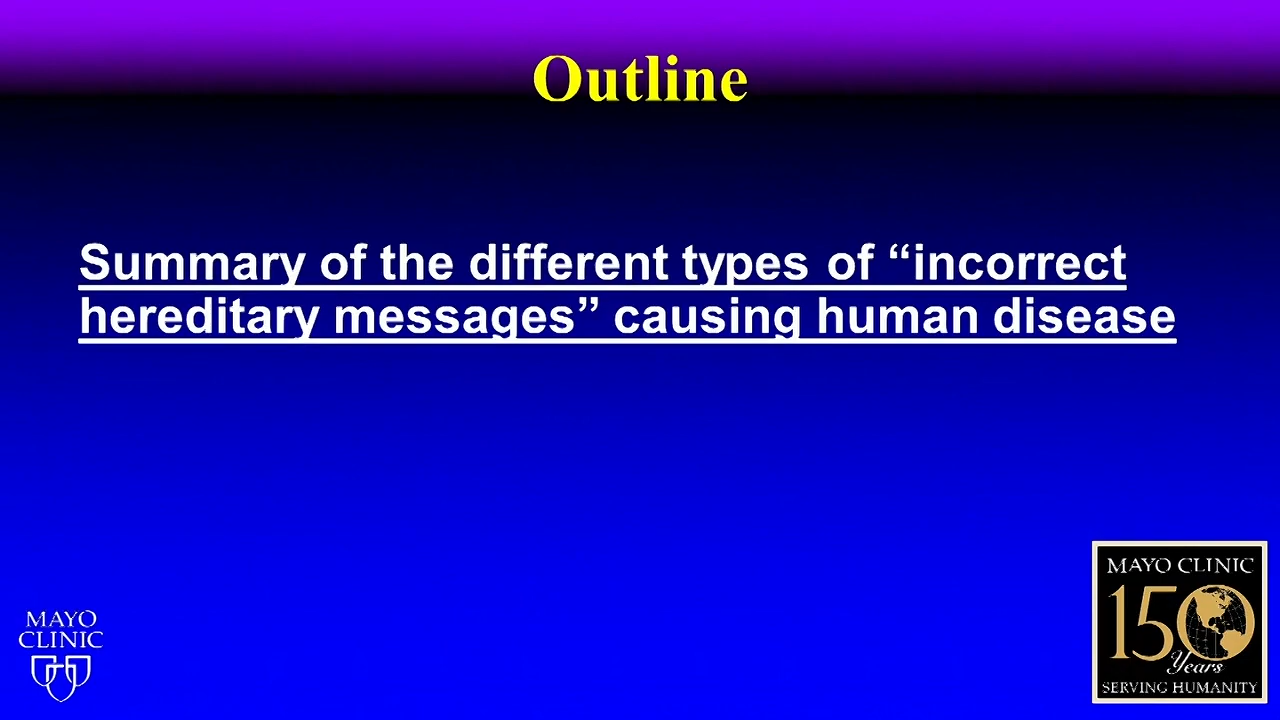 Outline
Summary of the different types of “incorrect
hereditary messages” causing human disease
MAYO
CLINIC
MAYO CLINIC
150
Years
SERVING HUMANITY